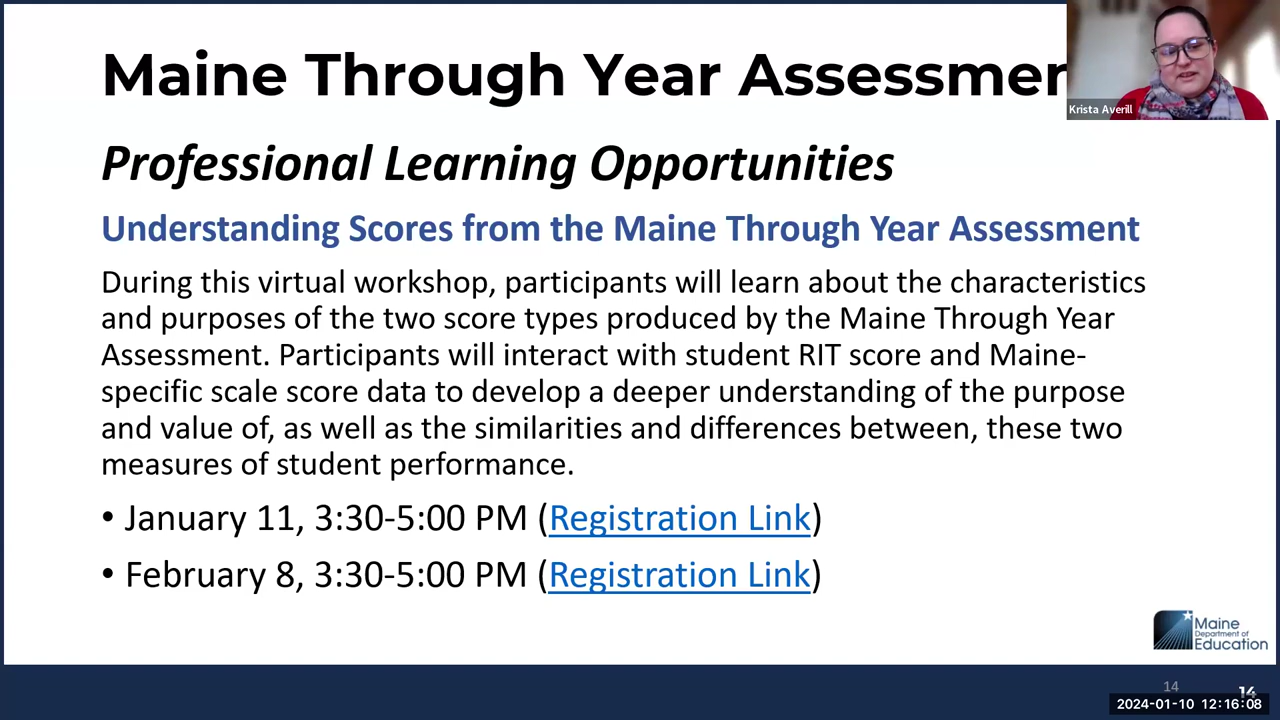 Maine Through Year Assessmen
Krista Averill
Professional Learning Opportunities
Understanding Scores from the Maine Through Year Assessment
During this virtual workshop, participants will learn about the characteristics
and purposes of the two score types produced by the Maine Through Year
Assessment. Participants will interact with student RIT score and Maine-
specific scale score data to develop a deeper understanding of the purpose
and value of, as well as the similarities and differences between, these two
measures of student performance.
• January 11, 3:30-5:00 PM (Registration Link)
• February 8, 3:30-5:00 PM (Registration Link)
Maine
Department of
Education
14
14
2024-01-10 12:16:08